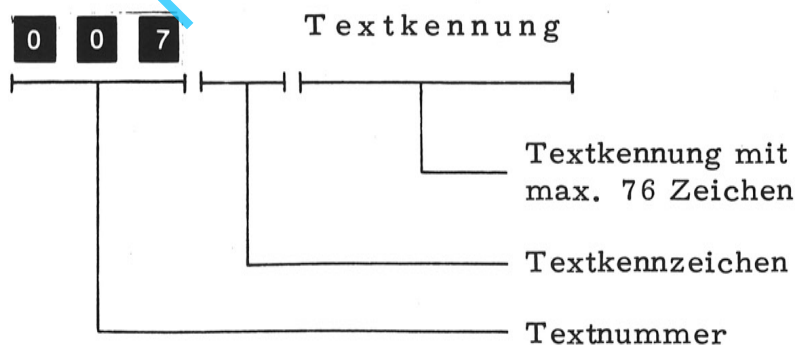 0 0 7 Textkennung
Textkennung mit
max. 76 Zeichen
Textkennzeichen
Textnummer